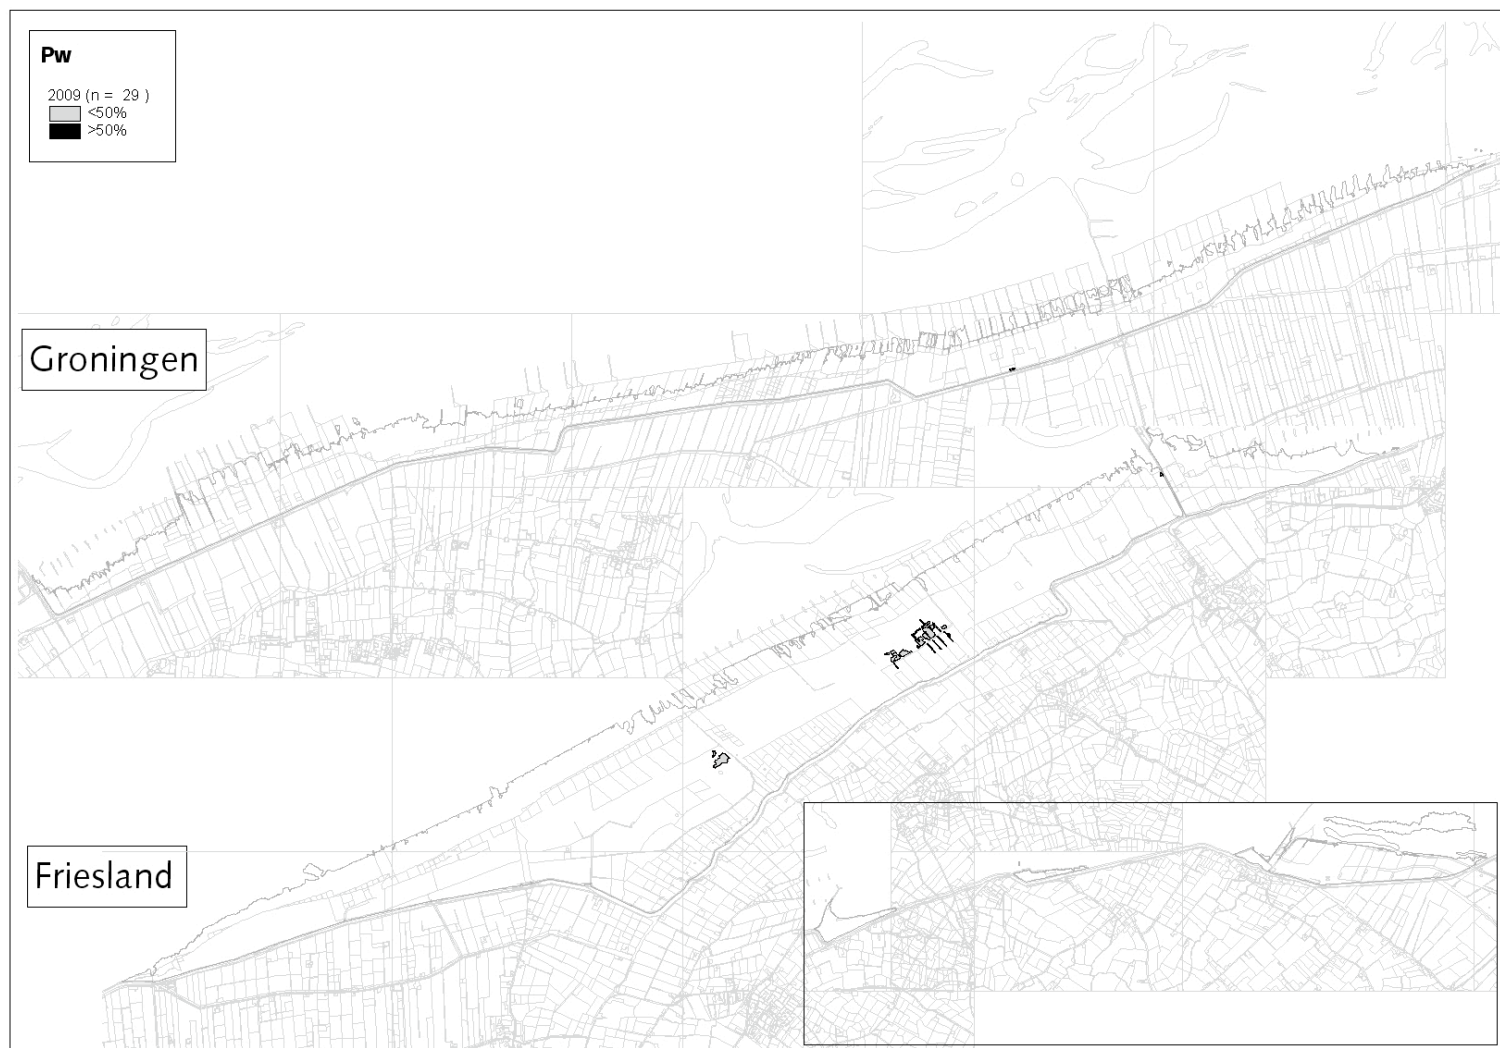 Pw
2009 (n = 29 )
<50%
>50%
Groningen
Friesland